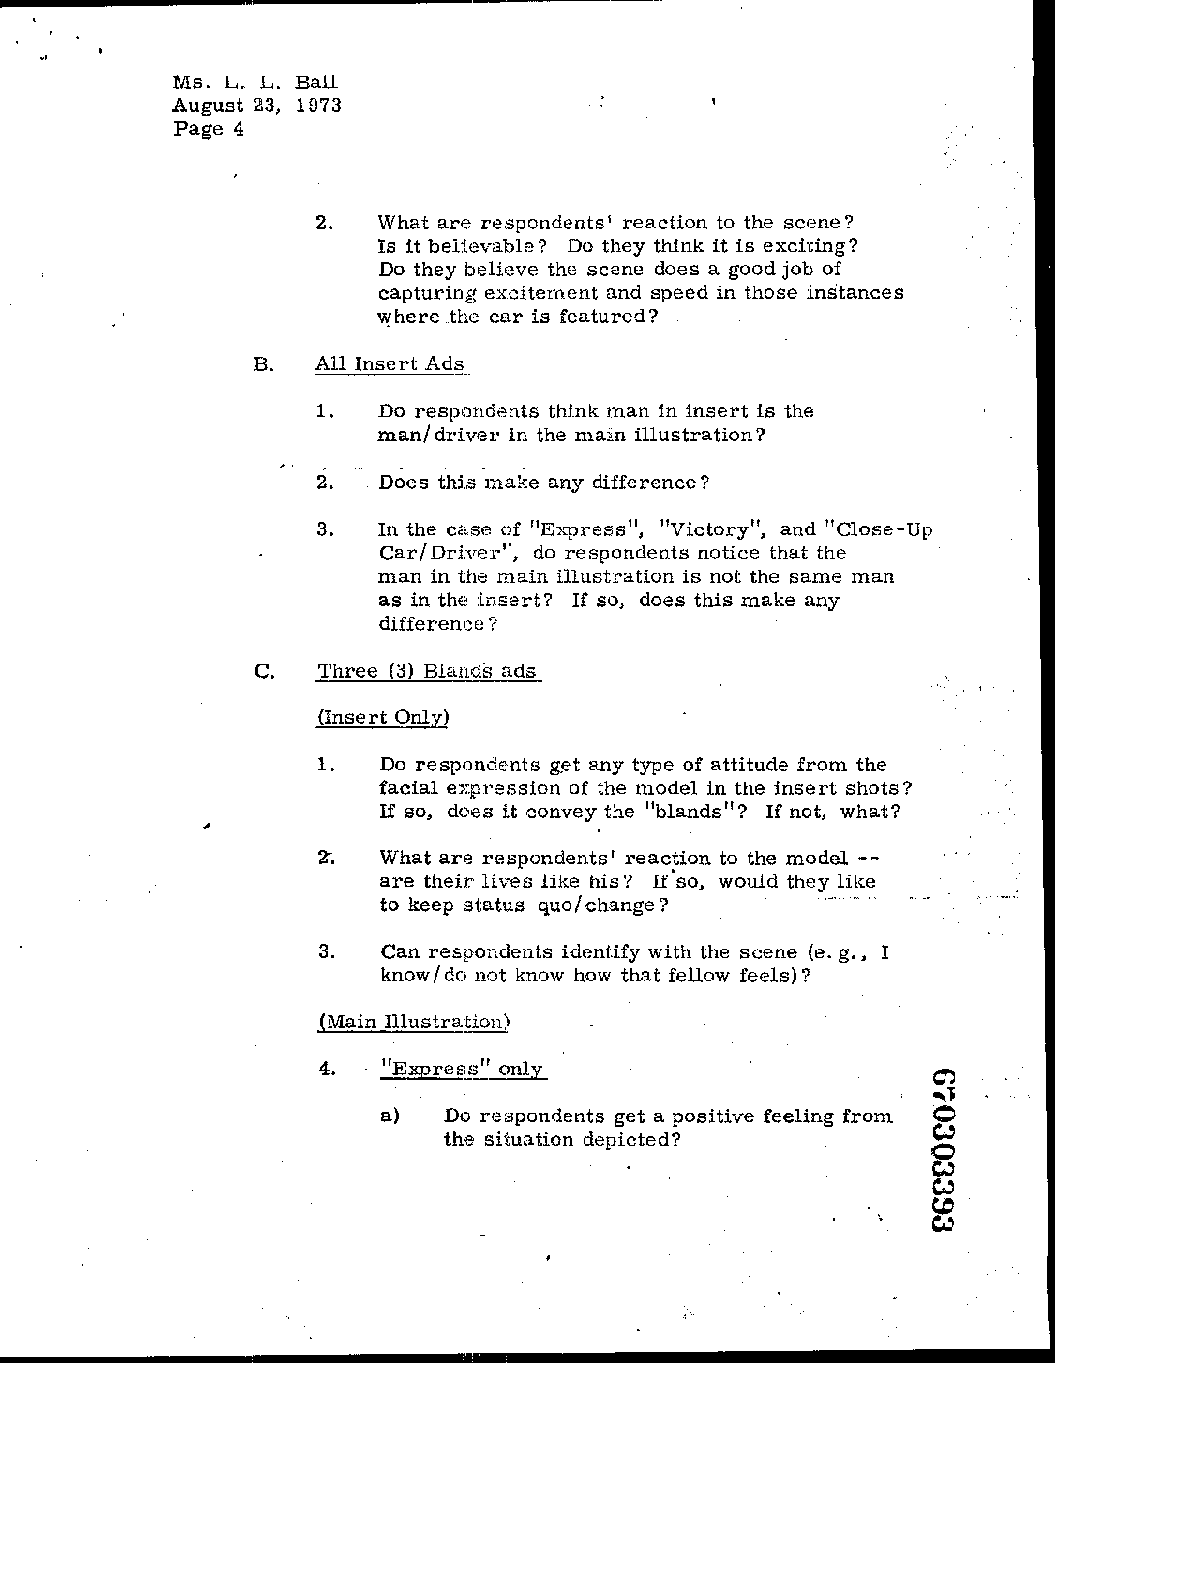 Ms. L. L. Ball
August 23, 1973
Page 4
2. What are respondents' reaction to the scene?
Is it believable? Do they think it is exciting?
Do they believe the scene does a good job of
capturing excitement and speed in those instances
where the car is featured?
B. All Insert Ads
1. Do respondents think man in insert is the
man/driver in the main illustration?
2. Does this make any difference?
3. In the case of "Express", "Victory", and "Close-Up
Car/Driver", do respondents notice that the
man in the main illustration is not the same man
as in the insert? If so, does this make any
difference?
C. Three (3) Blands ads
(Insert Only)
1. Do respondents get any type of attitude from the
facial expression of the model in the insert shots?
If so, does it convey the "blands"? If not, what?
2. What are respondents' reaction to the model --
are their lives like his? If so, would they like
to keep status quo/change?
3. Can respondents identify with the scene (e. g., I
know/do not know how that fellow feels)?
(Main Illustration)
4. "Express" only
a) Do respondents get a positive feeling from
the situation depicted?
670303393